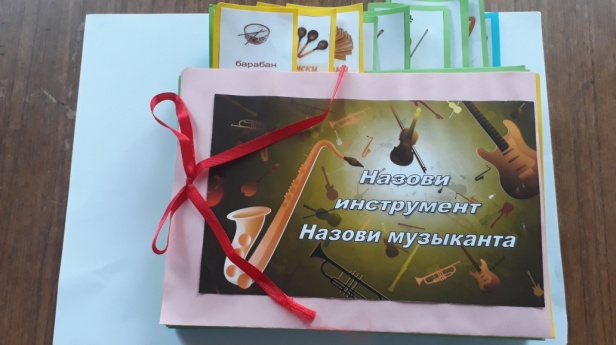 барабан
Назови
инструмент
Назови музыканта